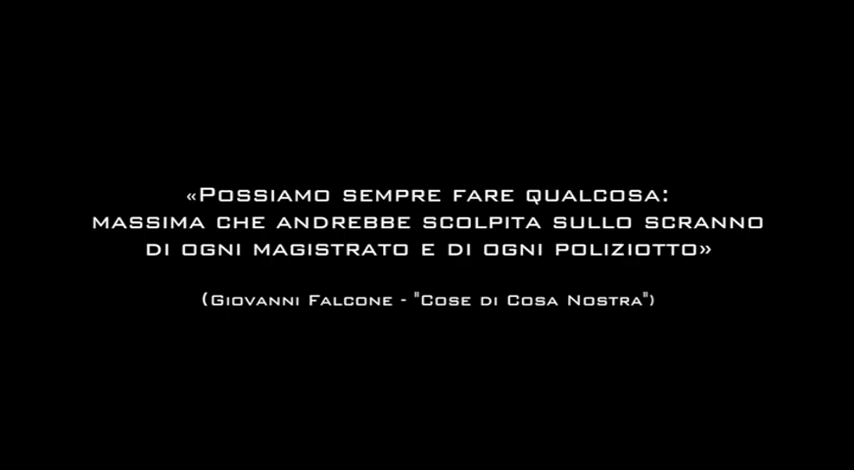 «Possiamo sempre fare qualcosa:
massima che andrebbe scolpita sullo scranno
di ogni magistrato e di ogni poliziotto»
(Giovanni Falcone - "Cose di Cosa Nostra")